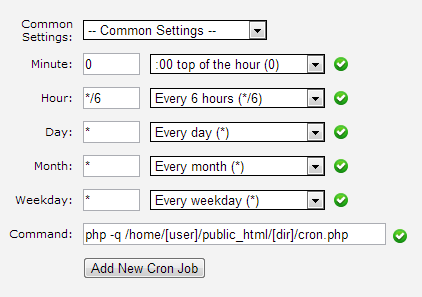 Common
Settings: -- Common Settings --
Minute: 0 :00 top of the hour (0)
Hour: */6 Every 6 hours (*/6)
Day: * Every day (*)
Month: * Every month (*)
Weekday: * Every weekday (*)
Command: php -q /home/[user]/public_html/[dir]/cron.php
Add New Cron Job